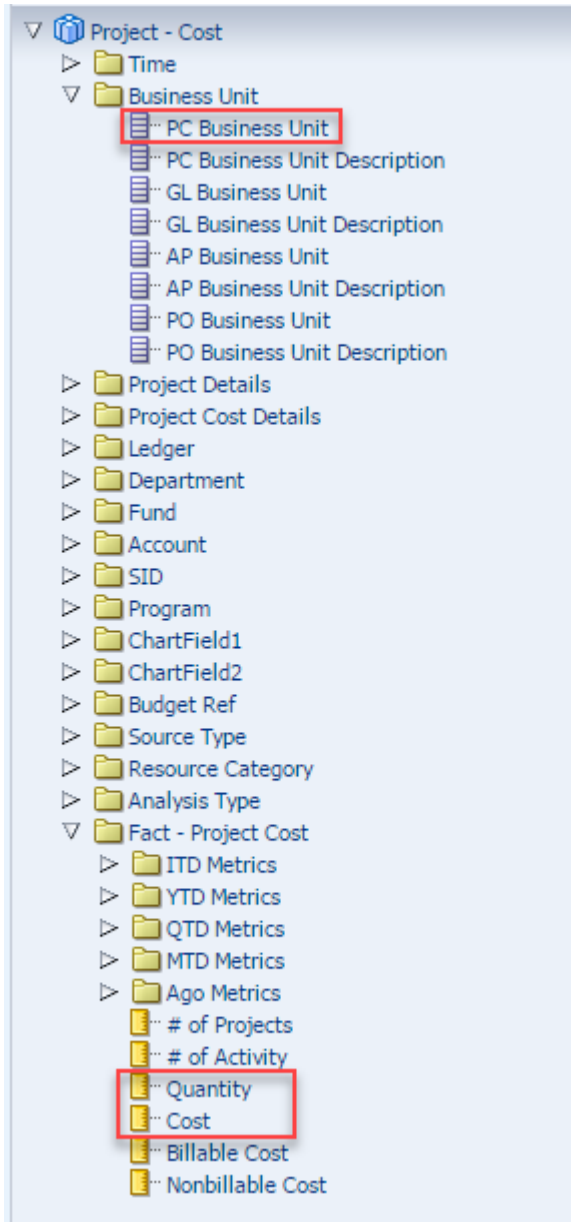 Project - Cost
Time
Business Unit
PC Business Unit
PC Business Unit Description
GL Business Unit
GL Business Unit Description
AP Business Unit
AP Business Unit Description
PO Business Unit
PO Business Unit Description
Project Details
Project Cost Details
Ledger
Department
Fund
Account
SID
Program
ChartField1
ChartField2
Budget Ref
Source Type
Resource Category
Analysis Type
Fact - Project Cost
ITD Metrics
YTD Metrics
QTD Metrics
MTD Metrics
Ago Metrics
# of Projects
# of Activity
Quantity
Cost
Billable Cost
Nonbillable Cost